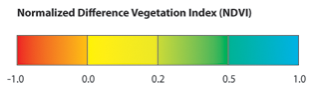 Normalized Difference Vegetation Index (NDVI)
-1.0 0.0 0.2 0.5 1.0